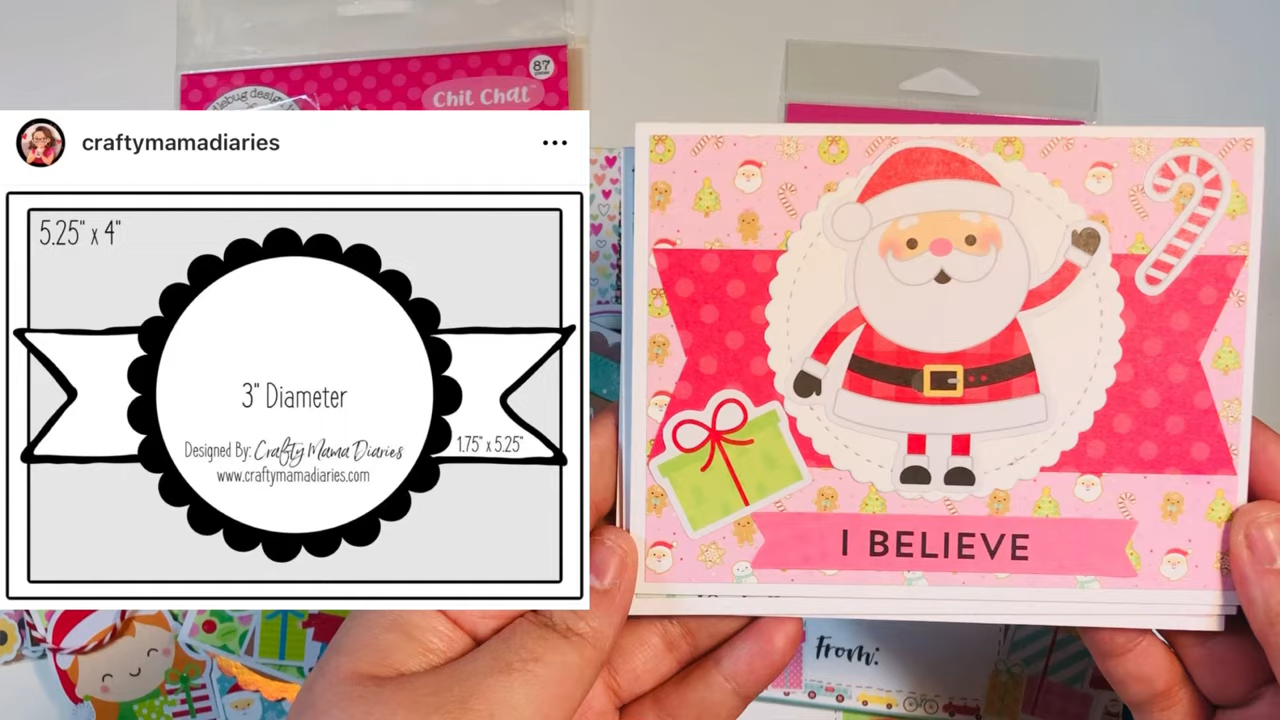 87
pieces
Chit Chat
craftymamadiaries
5.25" x 4"
3" Diameter
Designed By: Crafty Mama Diaries
1.75" x 5.25"
www.craftymamadiaries.com
I BELIEVE
From: